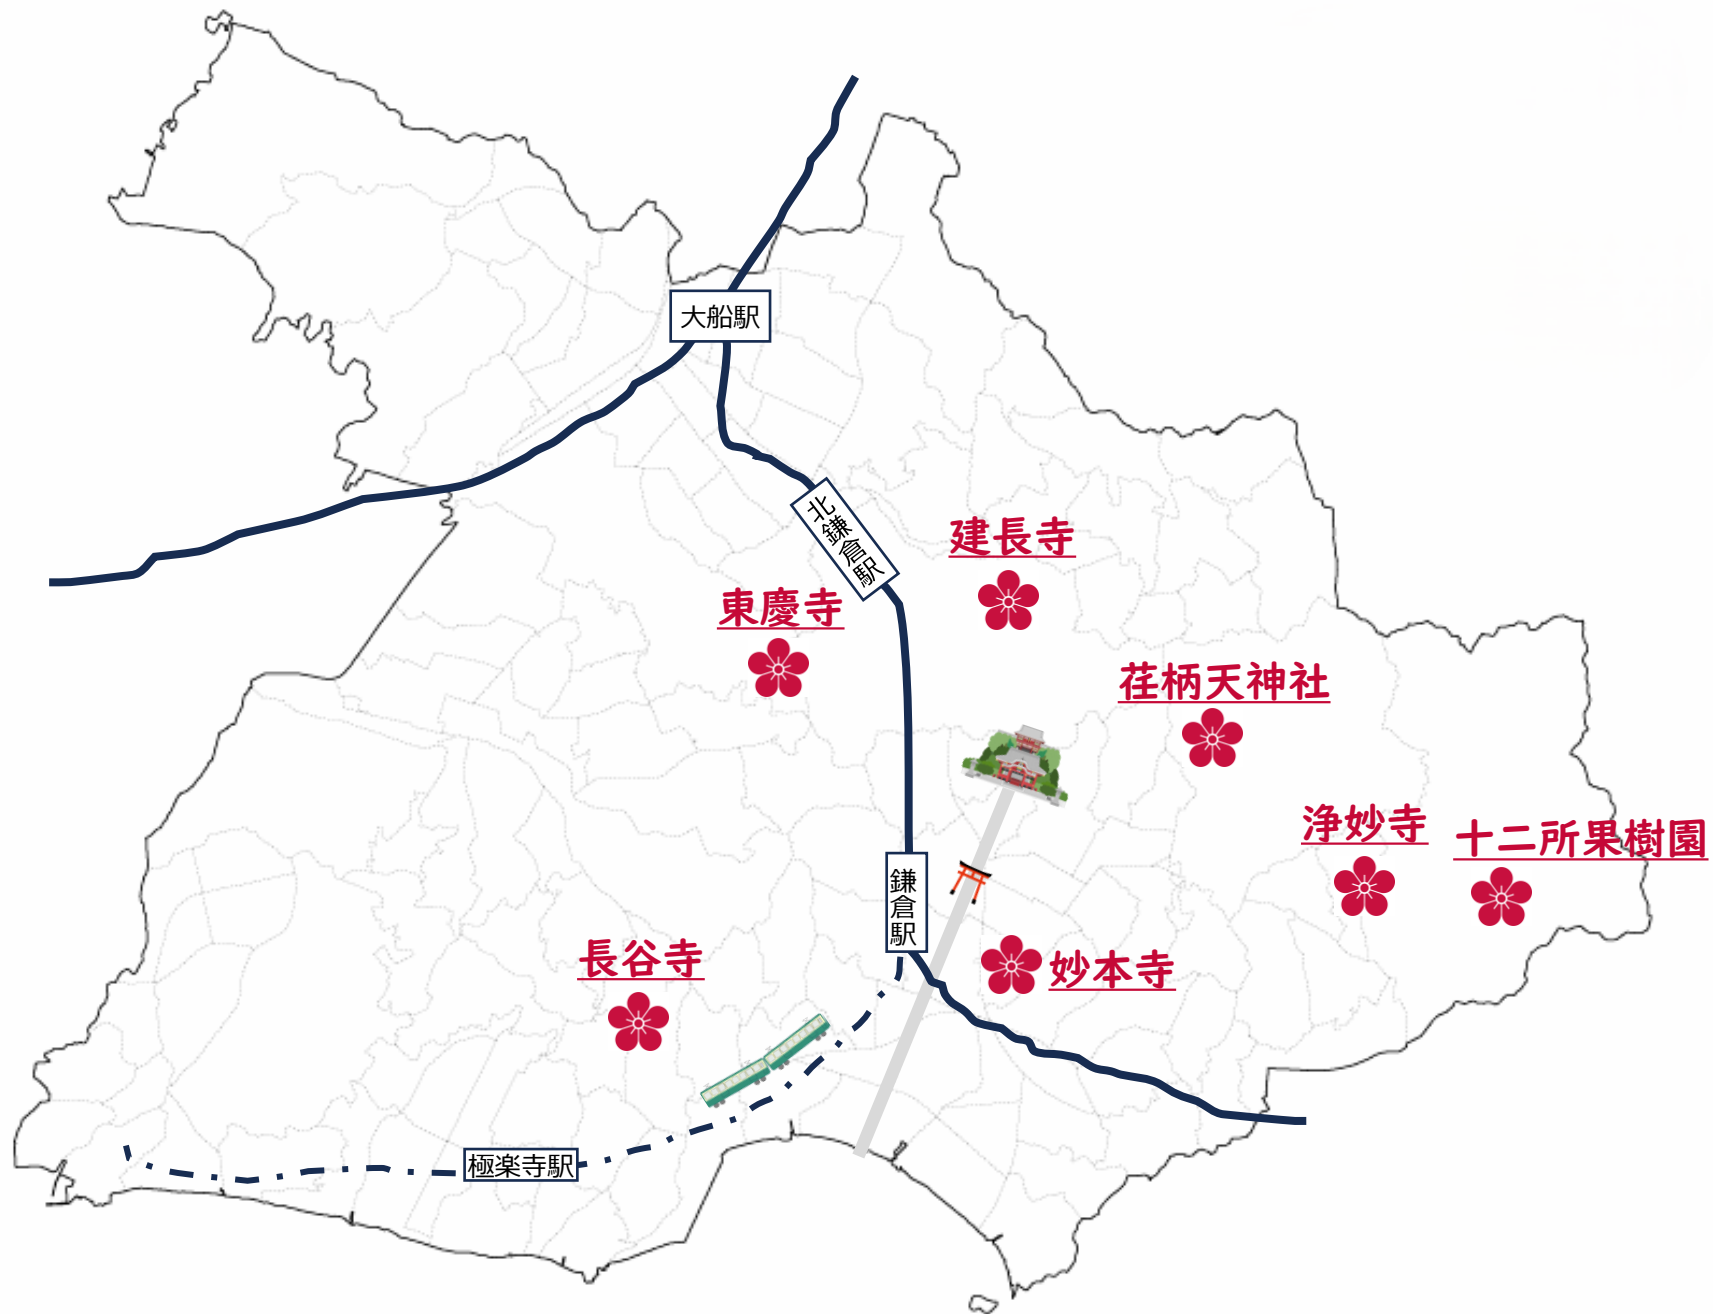 大船駅
北鎌倉駅
建長寺
東慶寺
荏柄天神社
浄妙寺
十二所果樹園
鎌倉駅
長谷寺
妙本寺
極楽寺駅